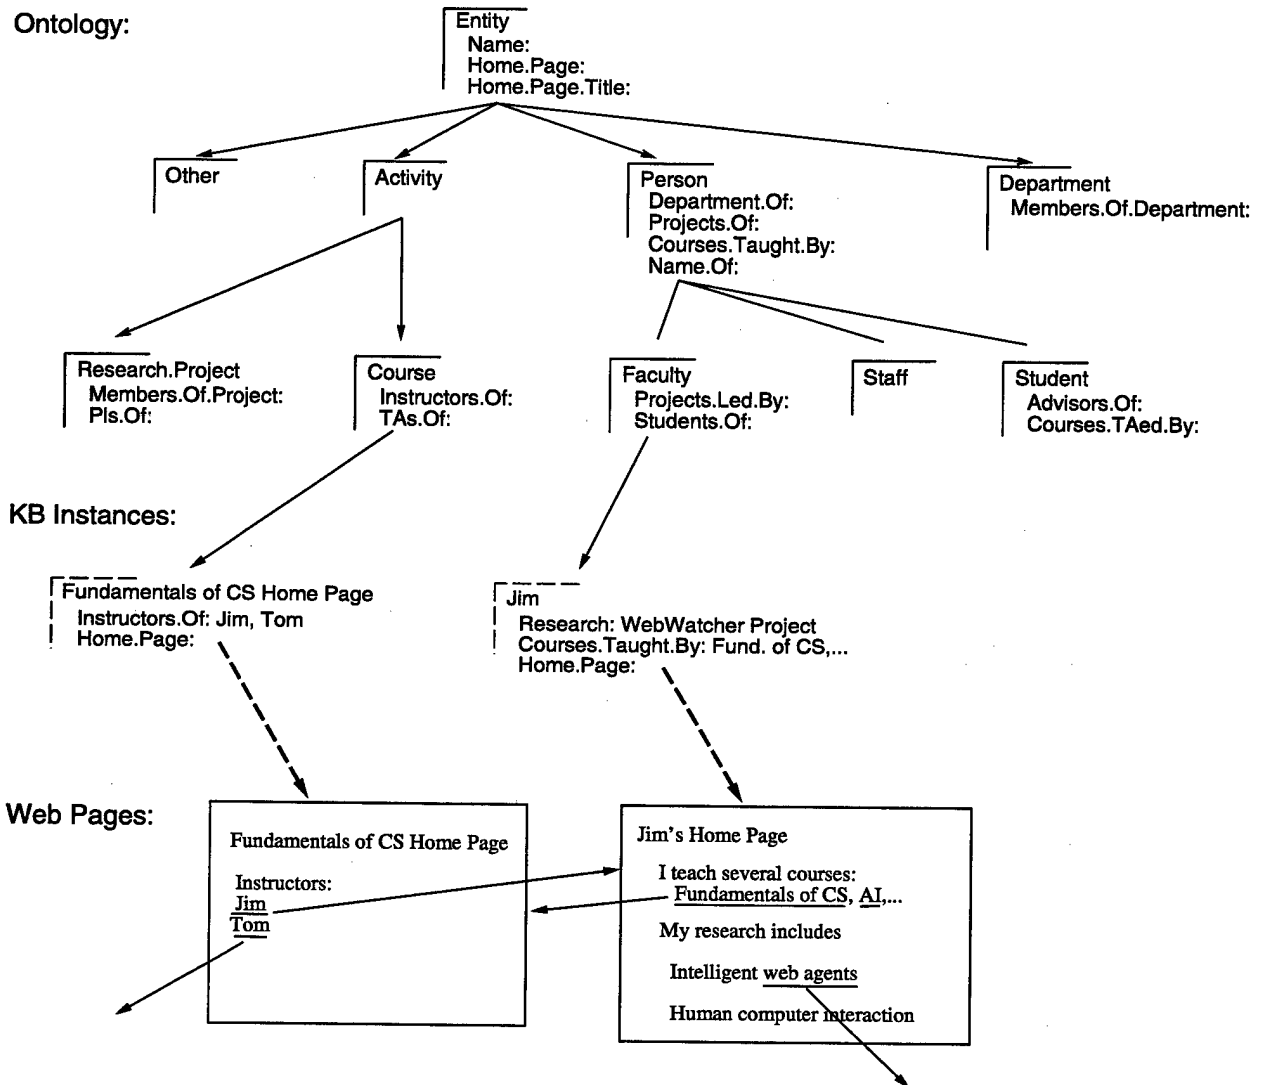 Ontology:
Entity
Name:
Home.Page:
Home.Page.Title:
Other
Activity
Person
Department.Of:
Projects.Of:
Courses.Taught.By:
Name.Of:
Department
Members.Of.Department:
Research.Project
Members.Of.Project:
PIs.Of:
Course
Instructors.Of:
TAs.Of:
Faculty
Projects.Led.By:
Students.Of:
Staff
Student
Advisors.Of:
Courses.TAed.By:
KB Instances:
Fundamentals of CS Home Page
Instructors.Of: Jim, Tom
Home.Page:
Jim
Research: WebWatcher Project
Courses.Taught.By: Fund. of CS,...
Home.Page:
Web Pages:
Fundamentals of CS Home Page
Instructors:
Jim
Tom
Jim's Home Page
I teach several courses:
Fundamentals of CS, AI,...
My research includes
Intelligent web agents
Human computer interaction